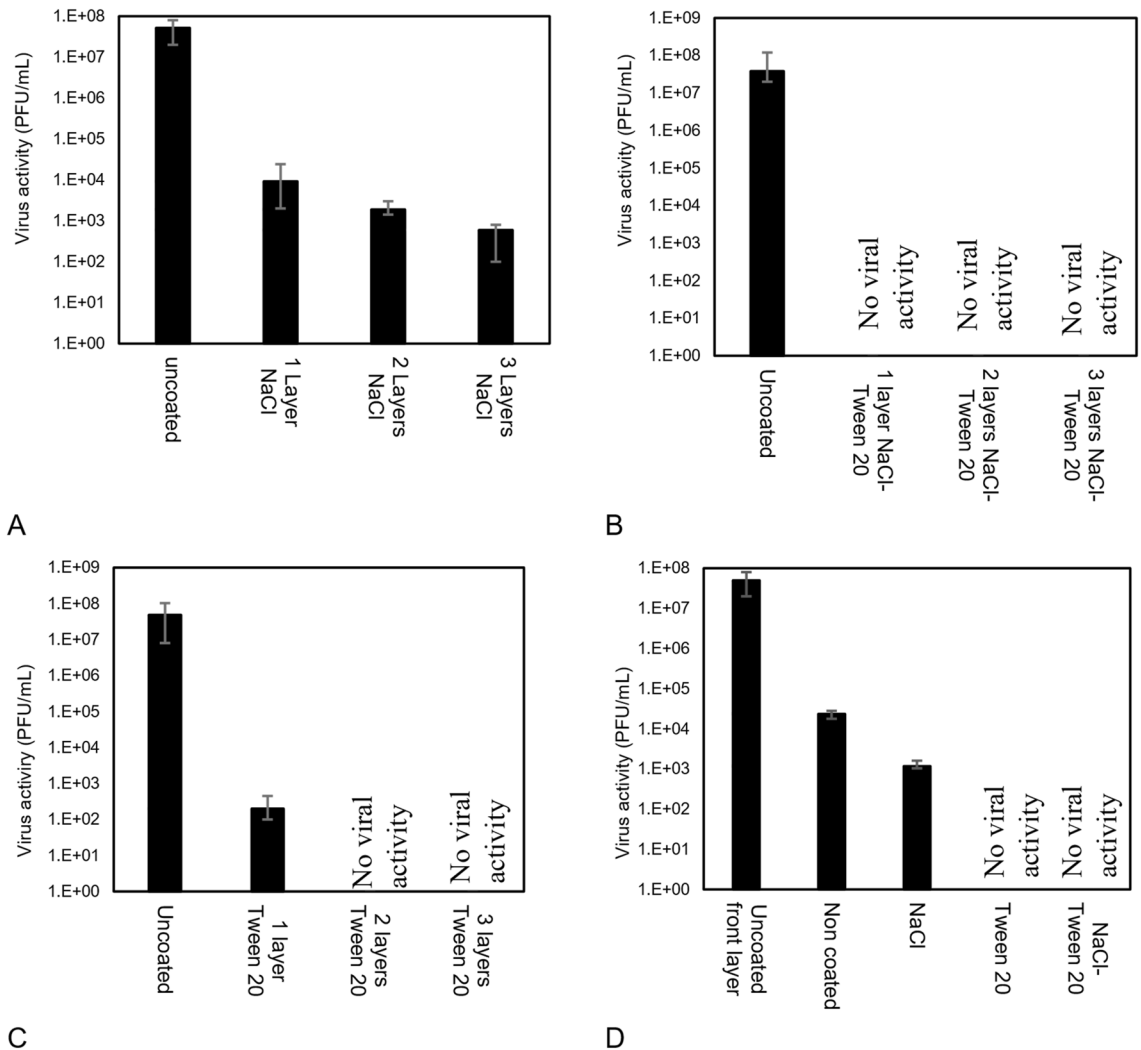 Virus activity (PFU/mL)
1.E+08
1.E+07
1.E+06
1.E+05
1.E+04
1.E+03
1.E+02
1.E+01
1.E+00
uncoated
1 Layer
NaCl
2 Layers
NaCl
3 Layers
NaCl
A
Virus activity (PFU/mL)
1.E+09
1.E+08
1.E+07
1.E+06
1.E+05
1.E+04
1.E+03
1.E+02
1.E+01
1.E+00
No viral
activity
No viral
activity
No viral
activity
Uncoated
1 layer NaCl-
Tween 20
2 layers NaCl-
Tween 20
3 layers NaCl-
Tween 20
B
Virus activiry (PFU/mL)
1.E+09
1.E+08
1.E+07
1.E+06
1.E+05
1.E+04
1.E+03
1.E+02
1.E+01
1.E+00
No viral
activity
No viral
activity
Uncoated
1 layer
Tween 20
2 layers
Tween 20
3 layers
Tween 20
C
Virus activity (PFU/mL)
1.E+08
1.E+07
1.E+06
1.E+05
1.E+04
1.E+03
1.E+02
1.E+01
1.E+00
No viral
activity
No viral
activity
Uncoated
front layer
Non coated
NaCl
Tween 20
NaCl-
Tween 20
D